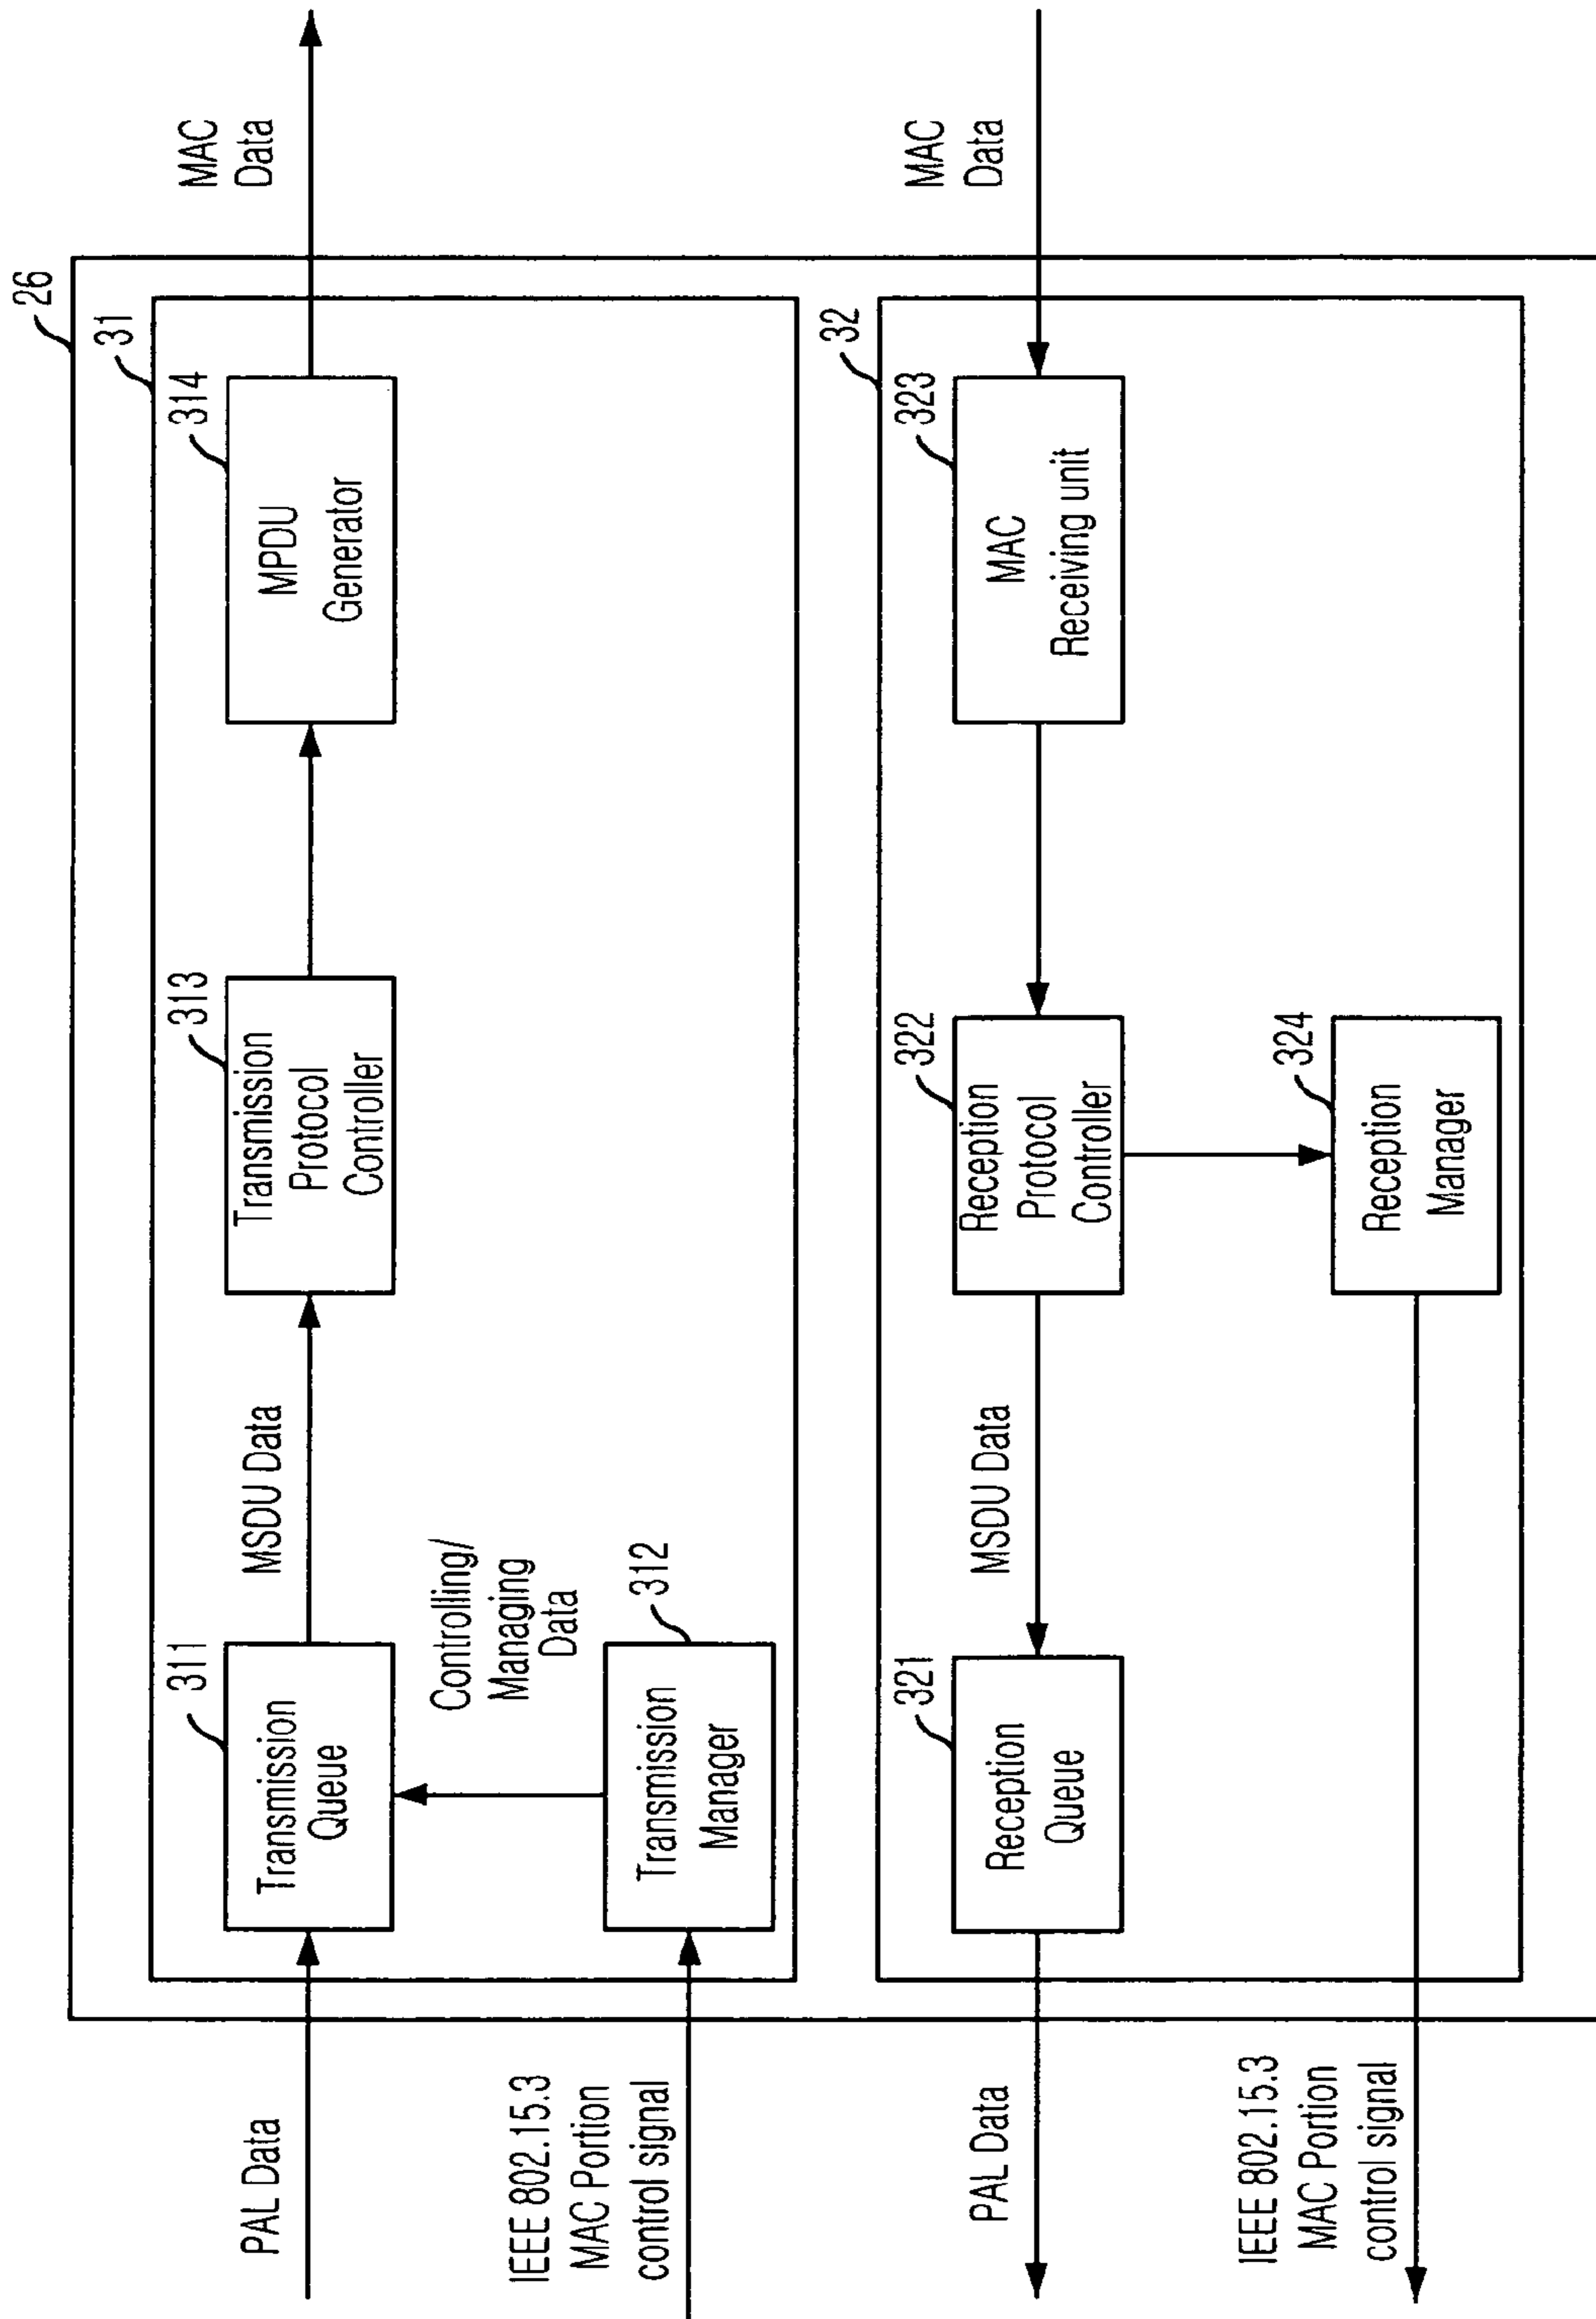 26
31
PAL Data
311
Transmission
Queue
MSDU Data
313
Transmission
Protocol
Controller
314
MPDU
Generator
MAC
Data
IEEE 802.15.3
MAC Portion
control signal
Controlling/
Managing
Data
312
Transmission
Manager
32
PAL Data
321
Reception
Queue
MSDU Data
322
Reception
Protocol
Controller
323
MAC
Receiving unit
MAC
Data
IEEE 802.15.3
MAC Portion
control signal
324
Reception
Manager